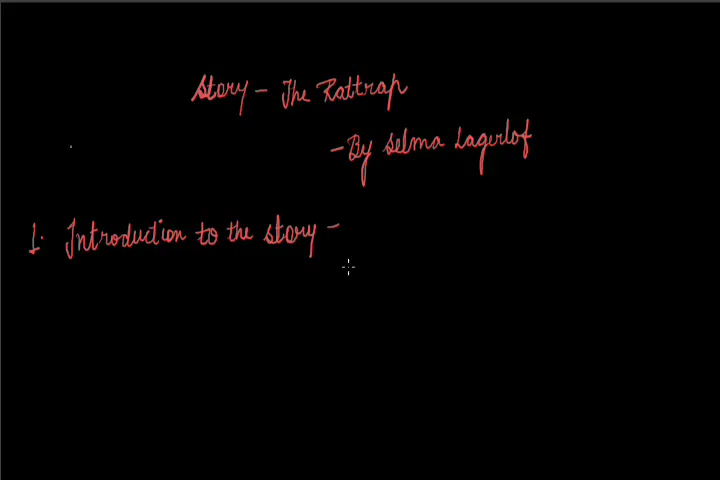 Story - The Rattrap
- By Selma Lagerlof
1. Introduction to the story -